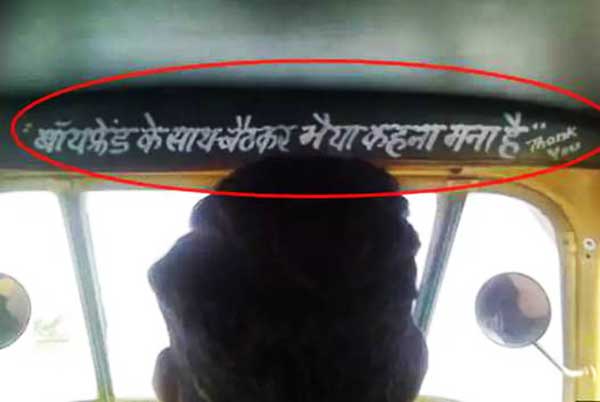 "बॉयफ्रेंड के साथ बैठकर भैया कहना मना है"
Thank
You